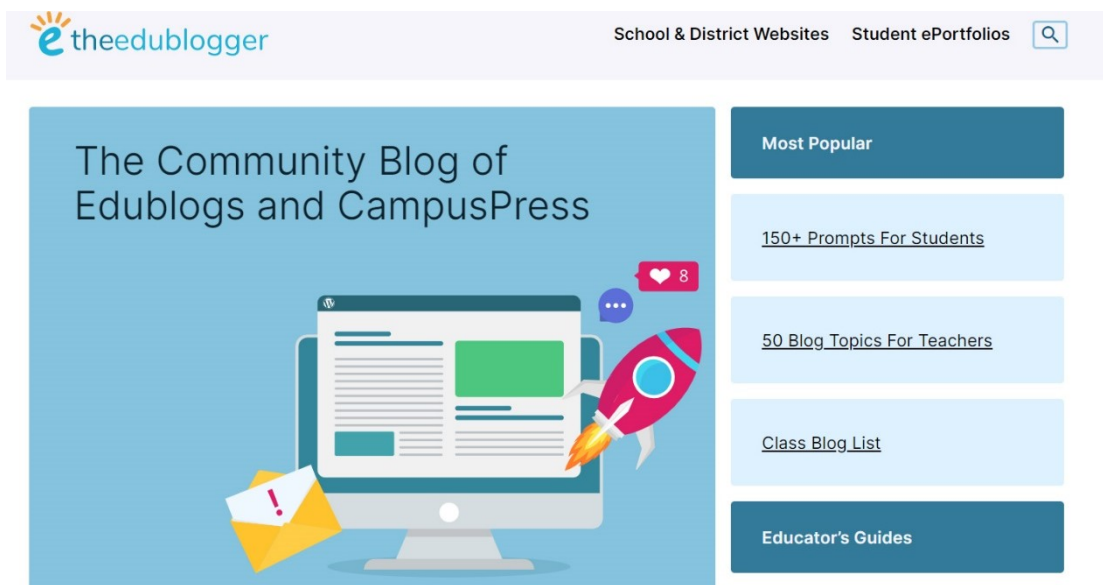 theedublogger
School & District Websites
Student ePortfolios
The Community Blog of
Edublogs and CampusPress
8
!
Most Popular
150+ Prompts For Students
50 Blog Topics For Teachers
Class Blog List
Educator's Guides